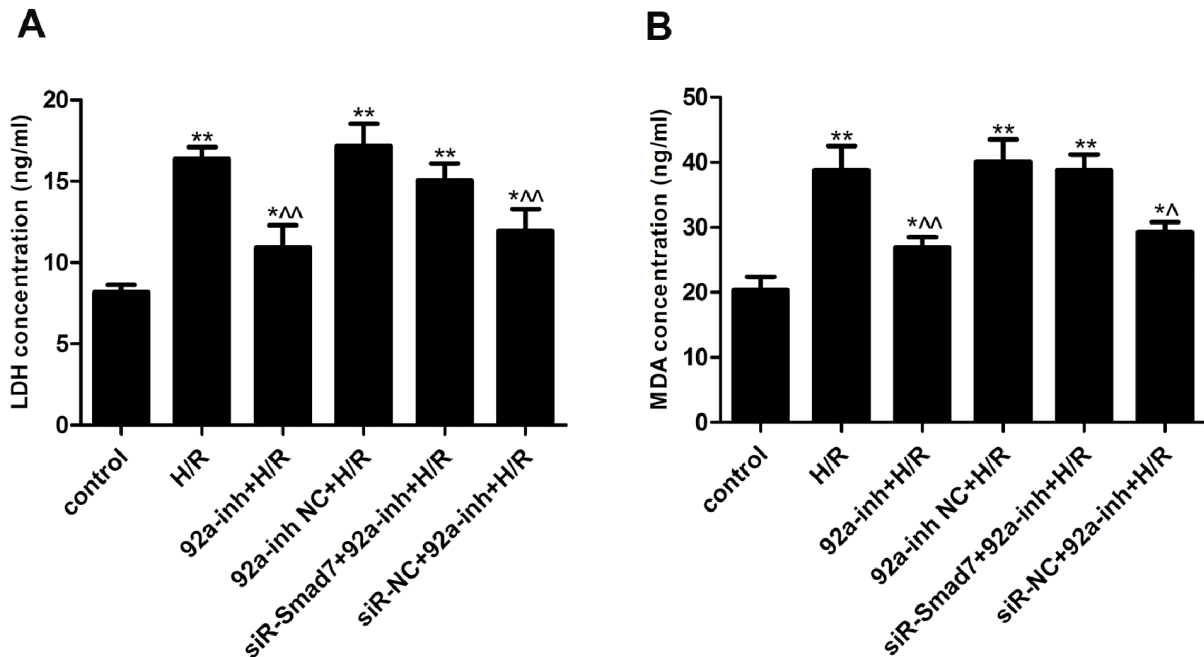 A
LDH concentration (ng/ml)
20
15
10
5
0
**
*^^
**
**
*^^
control
H/R
92a-inh+H/R
92a-inh NC+H/R
siR-Smad7+92a-inh+H/R
siR-NC+92a-inh+H/R
B
MDA concentration (ng/ml)
50
40
30
20
10
0
**
*^^
**
**
*^
control
H/R
92a-inh+H/R
92a-inh NC+H/R
siR-Smad7+92a-inh+H/R
siR-NC+92a-inh+H/R